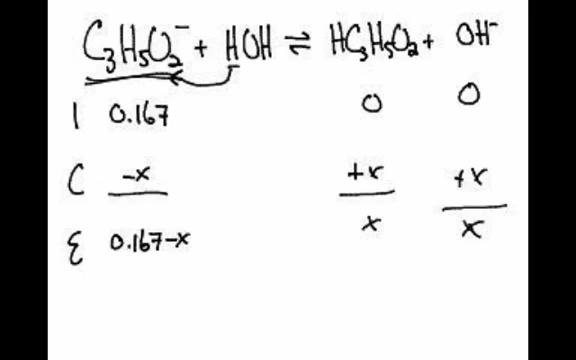 C₃H₅O₂⁻ + HOH ⇌ HC₃H₅O₂ + OH⁻
I 0.167 0 0
C -x +x +x
E 0.167-x x x